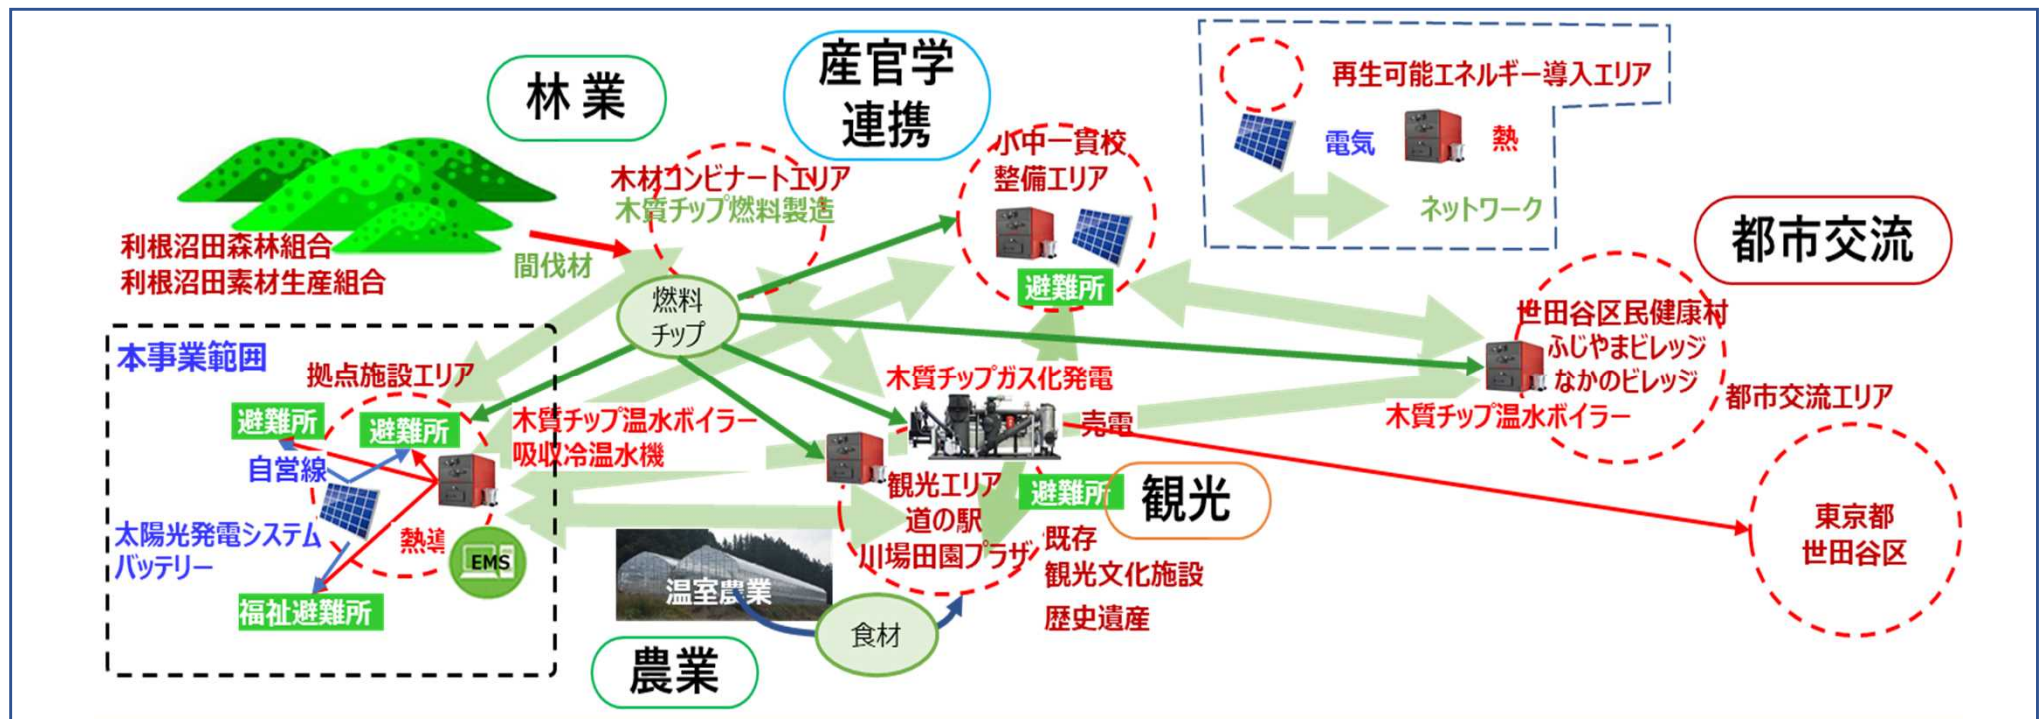 林業
産官学
連携
再生可能エネルギー導入エリア
電気
熱
ネットワーク
都市交流
木材コンビナートエリア
木質チップ燃料製造
小中一貫校
整備エリア
避難所
利根沼田森林組合
利根沼田素材生産組合
間伐材
燃料
チップ
世田谷区民健康村
ふじやまビレッジ
なかのビレッジ
木質チップ温水ボイラー
都市交流エリア
本事業範囲
拠点施設エリア
避難所
避難所
自営線
太陽光発電システム
バッテリー
熱導
EMS
福祉避難所
木質チップ温水ボイラー
吸収冷温水機
木質チップガス化発電
売電
観光エリア
道の駅
川場田園プラザ
避難所
観光
既存
観光文化施設
歴史遺産
東京都
世田谷区
温室農業
食材
農業